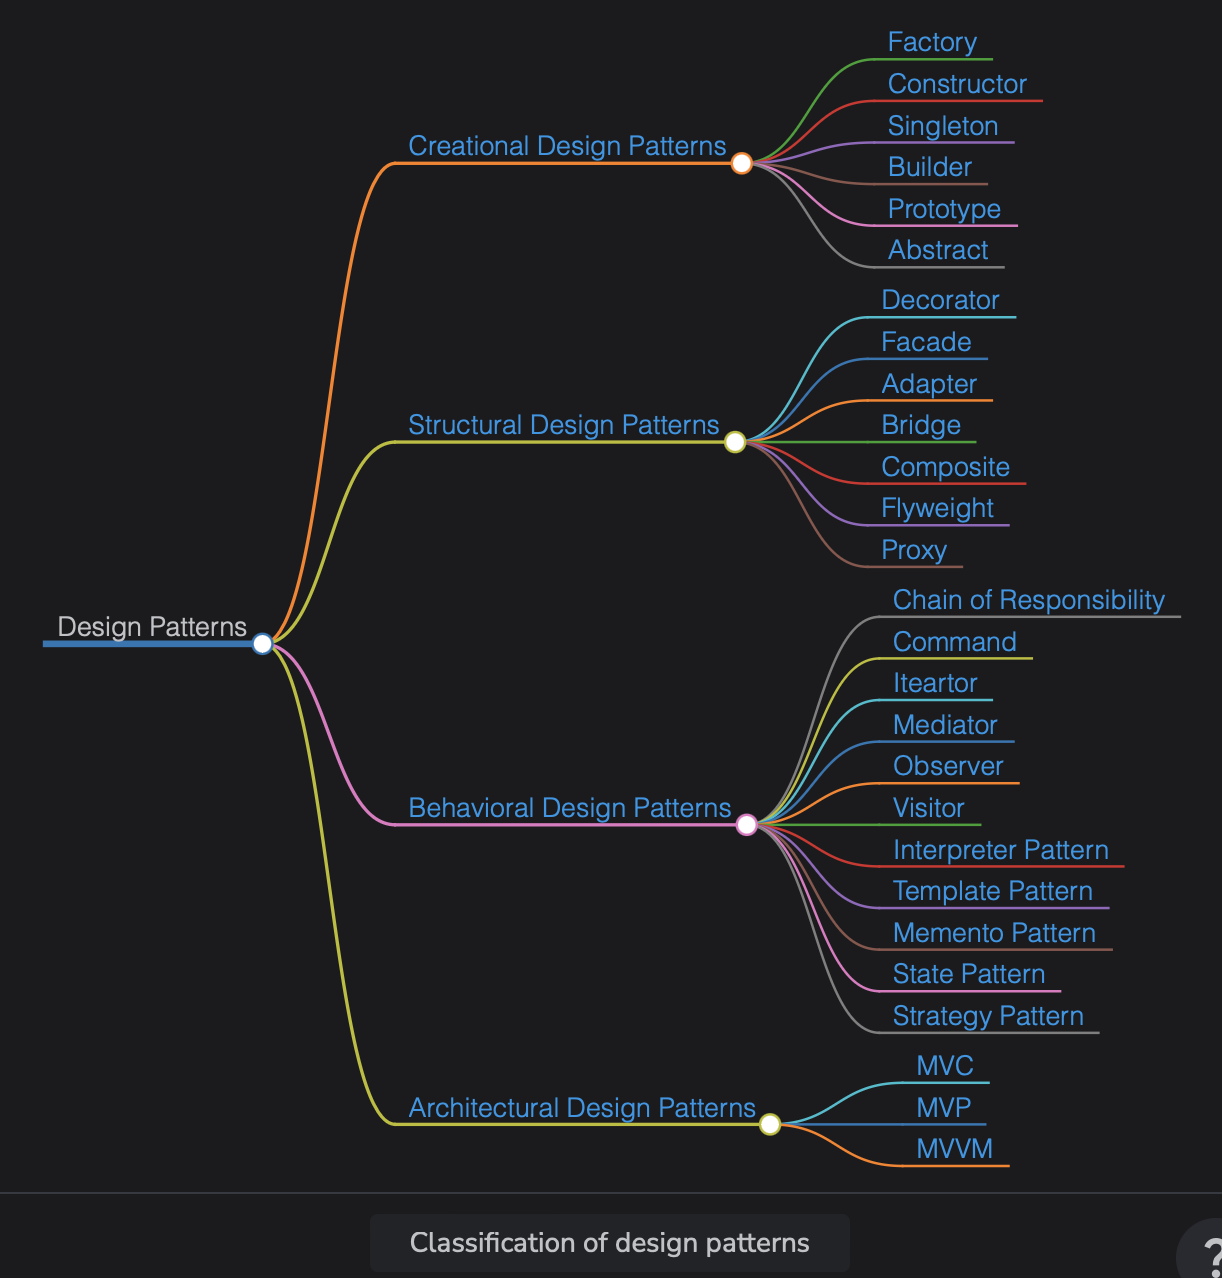 Design Patterns
Creational Design Patterns
Factory
Constructor
Singleton
Builder
Prototype
Abstract
Structural Design Patterns
Decorator
Facade
Adapter
Bridge
Composite
Flyweight
Proxy
Behavioral Design Patterns
Chain of Responsibility
Command
Iteartor
Mediator
Observer
Visitor
Interpreter Pattern
Template Pattern
Memento Pattern
State Pattern
Strategy Pattern
Architectural Design Patterns
MVC
MVP
MVVM
Classification of design patterns
?